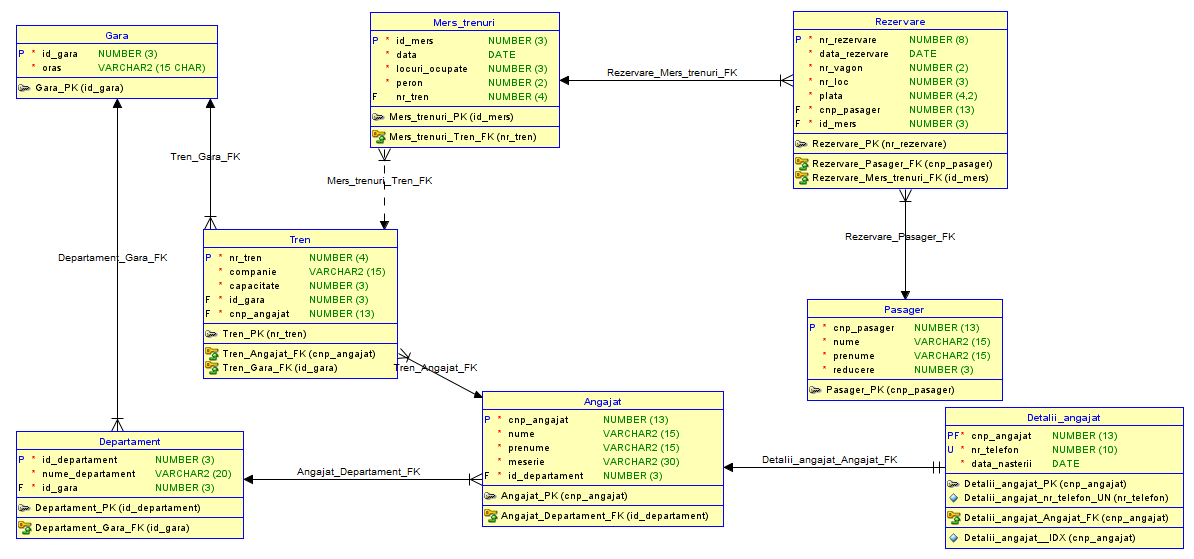 Gara
P * id_gara NUMBER (3)
* oras VARCHAR2 (15 CHAR)
Gara_PK (id_gara)
Mers_trenuri
P * id_mers NUMBER (3)
* data DATE
* locuri_ocupate NUMBER (3)
* peron NUMBER (2)
F nr_tren NUMBER (4)
Mers_trenuri_PK (id_mers)
Mers_trenuri_Tren_FK (nr_tren)
Rezervare_Mers_trenuri_FK
Rezervare
P * nr_rezervare NUMBER (8)
* data_rezervare DATE
* nr_vagon NUMBER (2)
* nr_loc NUMBER (3)
* plata NUMBER (4,2)
F * cnp_pasager NUMBER (13)
F * id_mers NUMBER (3)
Rezervare_PK (nr_rezervare)
Rezervare_Pasager_FK (cnp_pasager)
Rezervare_Mers_trenuri_FK (id_mers)
Tren_Gara_FK
Mers_trenuri_Tren_FK
Departament_Gara_FK
Rezervare_Pasager_FK
Tren
P * nr_tren NUMBER (4)
* companie VARCHAR2 (15)
* capacitate NUMBER (3)
F * id_gara NUMBER (3)
F * cnp_angajat NUMBER (13)
Tren_PK (nr_tren)
Tren_Angajat_FK (cnp_angajat)
Tren_Gara_FK (id_gara)
Tren_Angajat_FK
Pasager
P * cnp_pasager NUMBER (13)
* nume VARCHAR2 (15)
* prenume VARCHAR2 (15)
* reducere NUMBER (3)
Pasager_PK (cnp_pasager)
Departament
P * id_departament NUMBER (3)
* nume_departament VARCHAR2 (20)
F * id_gara NUMBER (3)
Departament_PK (id_departament)
Departament_Gara_FK (id_gara)
Angajat_Departament_FK
Angajat
P * cnp_angajat NUMBER (13)
* nume VARCHAR2 (15)
* prenume VARCHAR2 (15)
* meserie VARCHAR2 (30)
F * id_departament NUMBER (3)
Angajat_PK (cnp_angajat)
Angajat_Departament_FK (id_departament)
Detalii_angajat_Angajat_FK
Detalii_angajat
PF* cnp_angajat NUMBER (13)
U * nr_telefon NUMBER (10)
* data_nasterii DATE
Detalii_angajat_PK (cnp_angajat)
Detalii_angajat_nr_telefon_UN (nr_telefon)
Detalii_angajat_Angajat_FK (cnp_angajat)
Detalii_angajat__IDX (cnp_angajat)